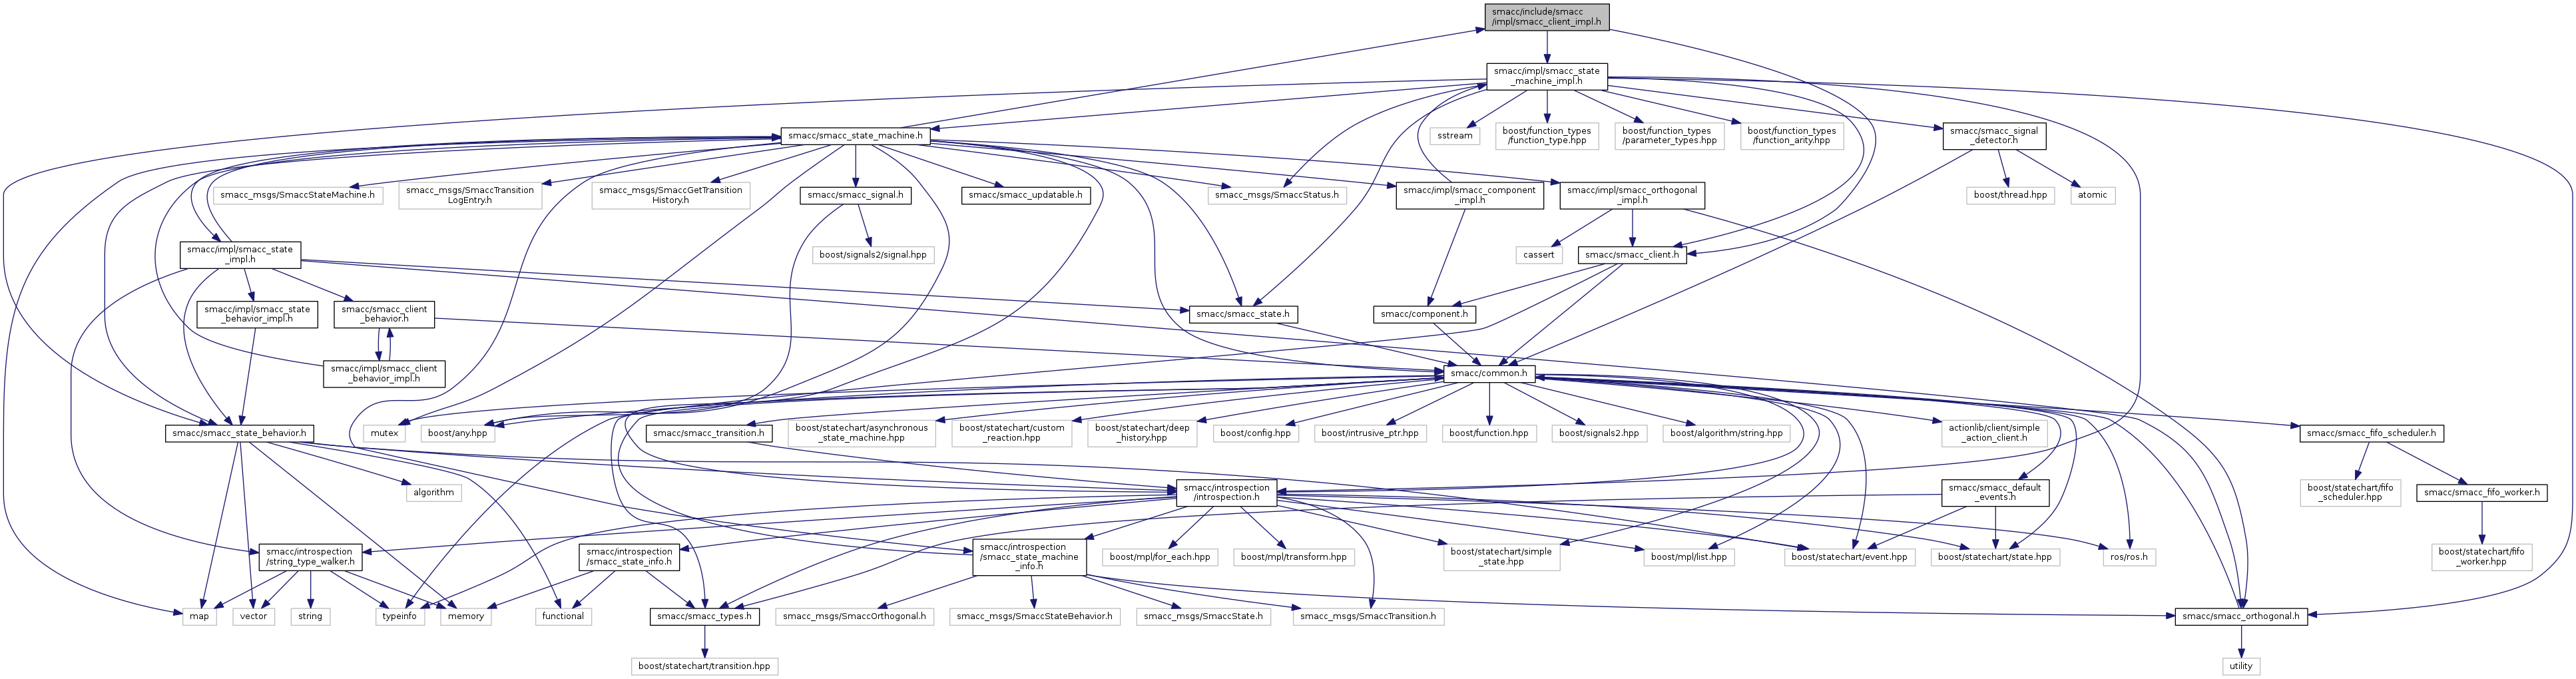 smacc/include/smacc
/impl/smacc_client_impl.h
smacc/impl/smacc_state
_machine_impl.h
smacc/smacc_state_machine.h
sstream
boost/function_types
/function_type.hpp
boost/function_types
/parameter_types.hpp
boost/function_types
/function_arity.hpp
smacc/smacc_signal
_detector.h
smacc_msgs/SmaccStateMachine.h
smacc_msgs/SmaccTransition
LogEntry.h
smacc_msgs/SmaccGetTransition
History.h
smacc/smacc_signal.h
smacc/smacc_updatable.h
smacc_msgs/SmaccStatus.h
smacc/impl/smacc_component
_impl.h
smacc/impl/smacc_orthogonal
_impl.h
boost/thread.hpp
atomic
smacc/impl/smacc_state
_impl.h
boost/signals2/signal.hpp
cassert
smacc/smacc_client.h
smacc/impl/smacc_state
_behavior_impl.h
smacc/smacc_client
_behavior.h
smacc/smacc_state.h
smacc/component.h
smacc/impl/smacc_client
_behavior_impl.h
smacc/common.h
smacc/smacc_state_behavior.h
mutex
boost/any.hpp
smacc/smacc_transition.h
boost/statechart/asynchronous
_state_machine.hpp
boost/statechart/custom
_reaction.hpp
boost/statechart/deep
_history.hpp
boost/config.hpp
boost/intrusive_ptr.hpp
boost/function.hpp
boost/signals2.hpp
boost/algorithm/string.hpp
actionlib/client/simple
_action_client.h
smacc/smacc_fifo_scheduler.h
algorithm
smacc/introspection
/introspection.h
smacc/smacc_default
_events.h
boost/statechart/fifo
_scheduler.hpp
smacc/smacc_fifo_worker.h
smacc/introspection
/string_type_walker.h
smacc/introspection
/smacc_state_info.h
smacc/introspection
/smacc_state_machine
_info.h
boost/mpl/for_each.hpp
boost/mpl/transform.hpp
boost/statechart/simple
_state.hpp
boost/mpl/list.hpp
boost/statechart/event.hpp
boost/statechart/state.hpp
ros/ros.h
boost/statechart/fifo
_worker.hpp
map
vector
string
typeinfo
memory
functional
smacc/smacc_types.h
smacc_msgs/SmaccOrthogonal.h
smacc_msgs/SmaccStateBehavior.h
smacc_msgs/SmaccState.h
smacc_msgs/SmaccTransition.h
smacc/smacc_orthogonal.h
boost/statechart/transition.hpp
utility